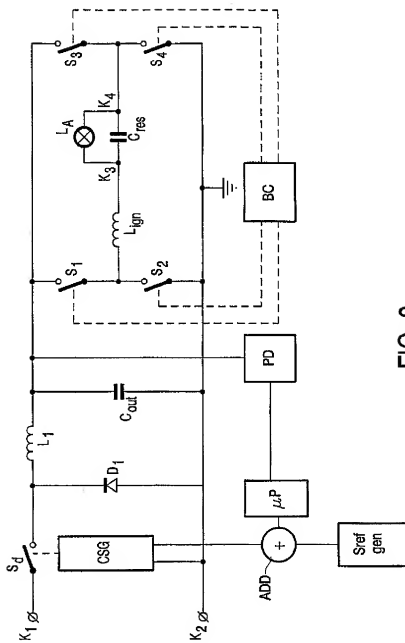 K1
Sd
L1
D1
Cout
S1
S2
Lign
K3
LA
Cres
K4
S3
S4
CSG
PD
μP
ADD
+
Sref
gen
BC
K2
FIG. 2